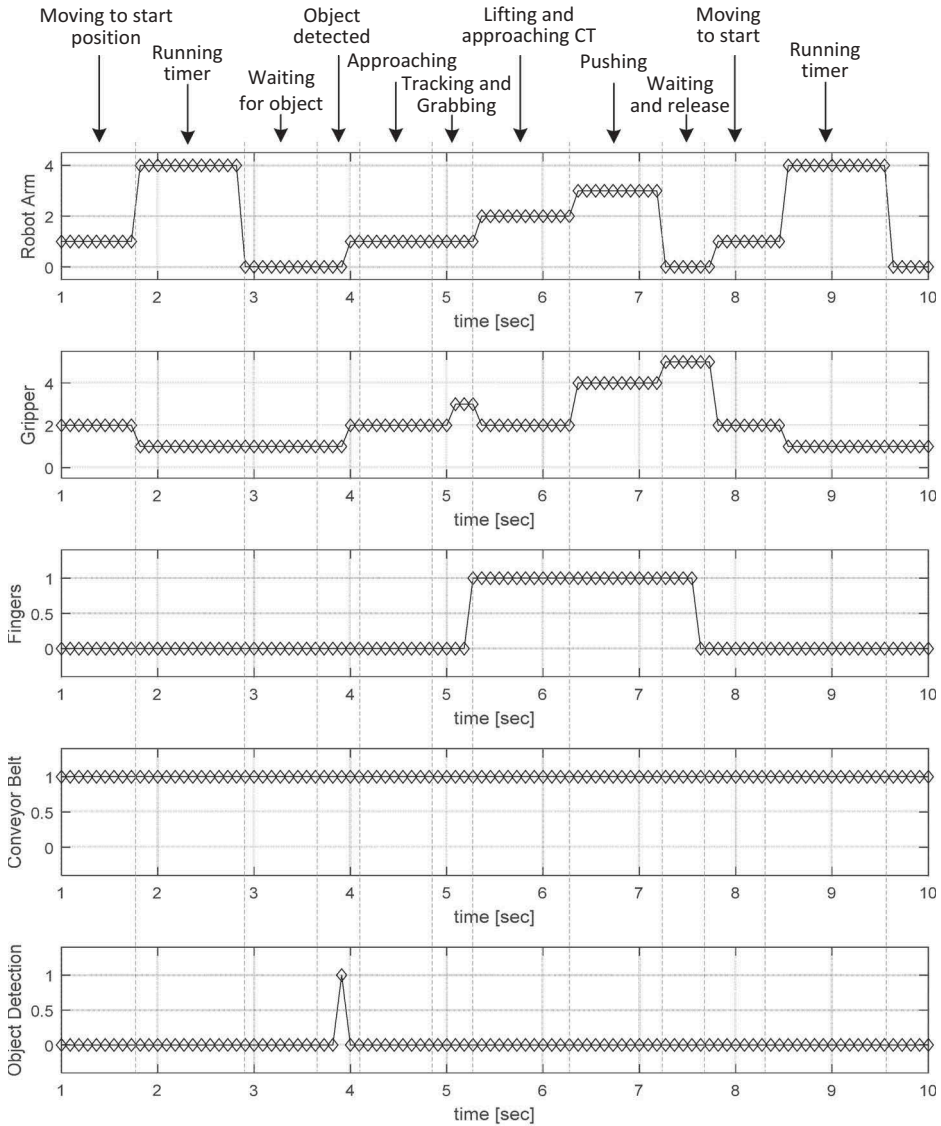 Moving to start
position
Running
timer
Waiting
for object
Object
detected
Approaching
Tracking and
Grabbing
Lifting and
approaching CT
Pushing
Waiting
and release
Moving
to start
Running
timer
Robot Arm
4
2
0
1 2 3 4 5 6 7 8 9 10
time [sec]
Gripper
4
2
0
1 2 3 4 5 6 7 8 9 10
time [sec]
Fingers
1
0.5
0
1 2 3 4 5 6 7 8 9 10
time [sec]
Conveyor Belt
1
0.5
0
1 2 3 4 5 6 7 8 9 10
time [sec]
Object Detection
1
0.5
0
1 2 3 4 5 6 7 8 9 10
time [sec]